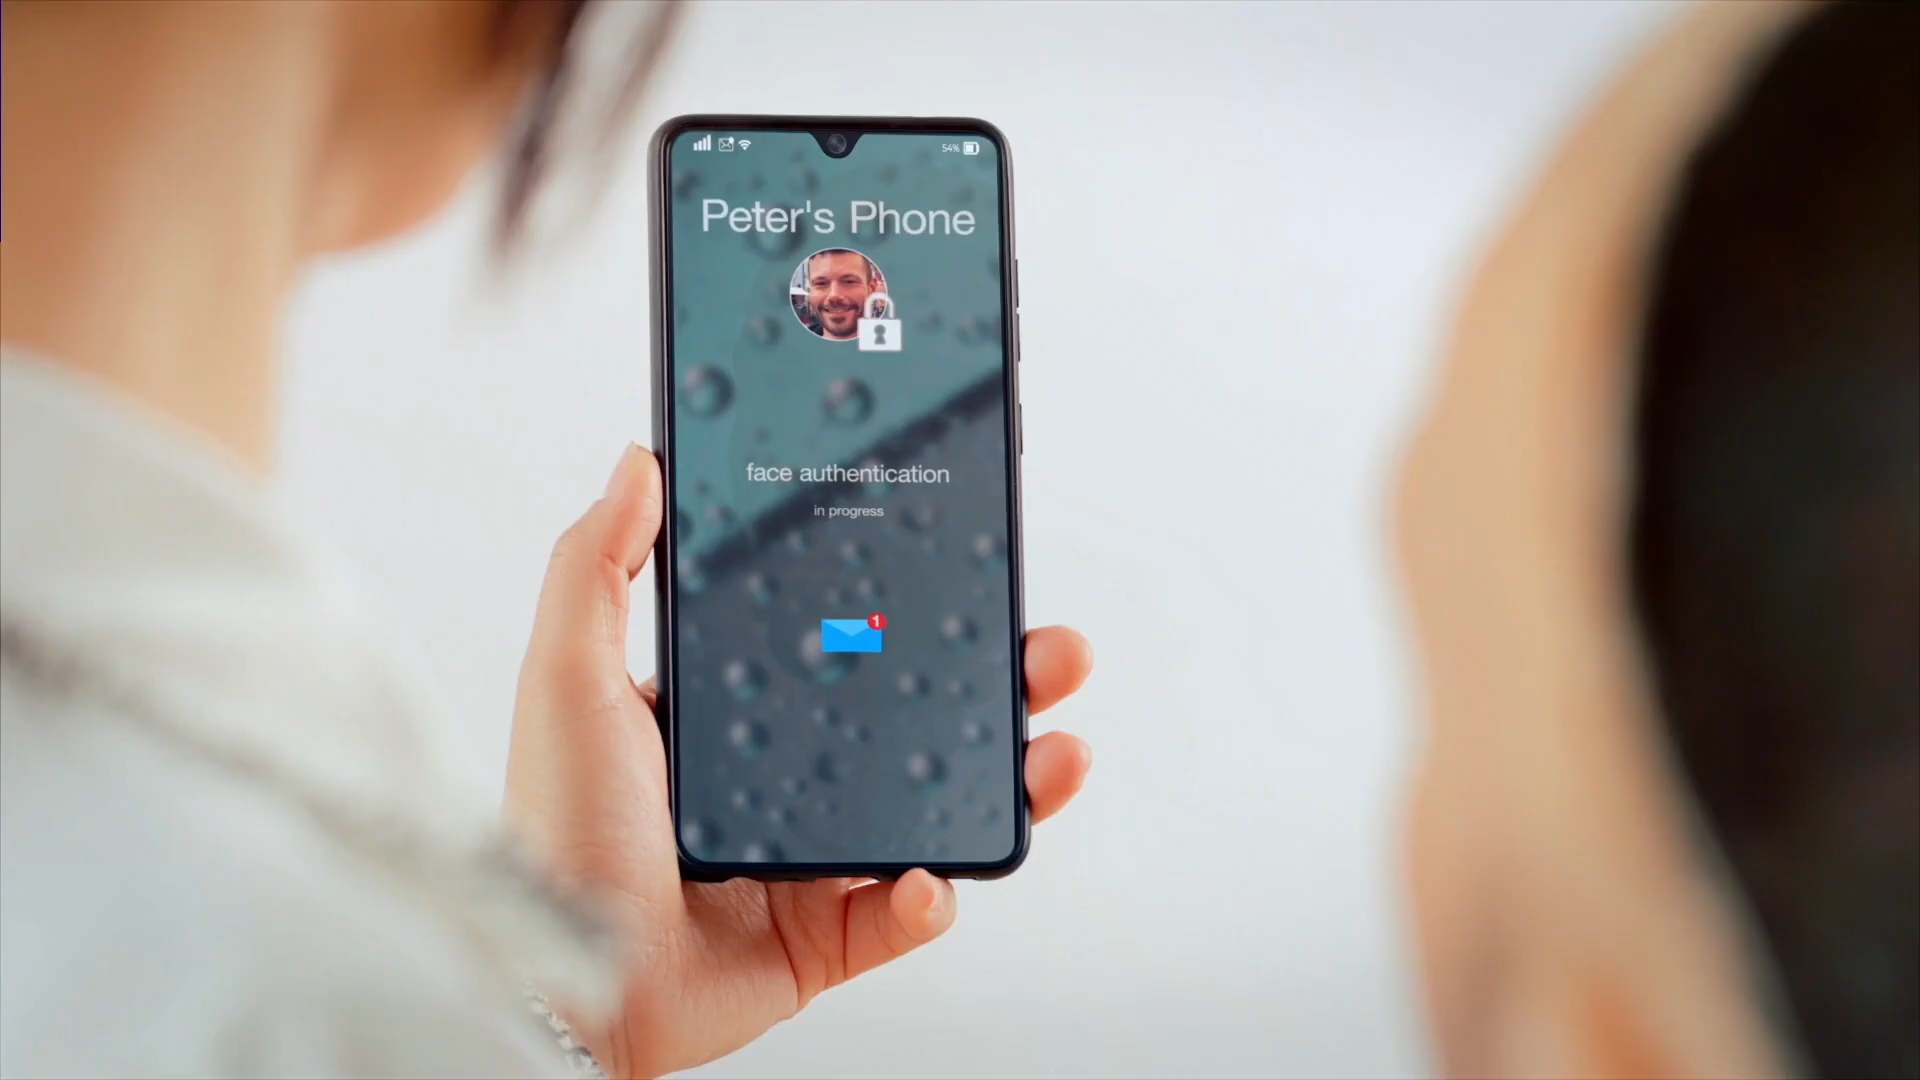 54%
Peter's Phone
face authentication
in progress
1